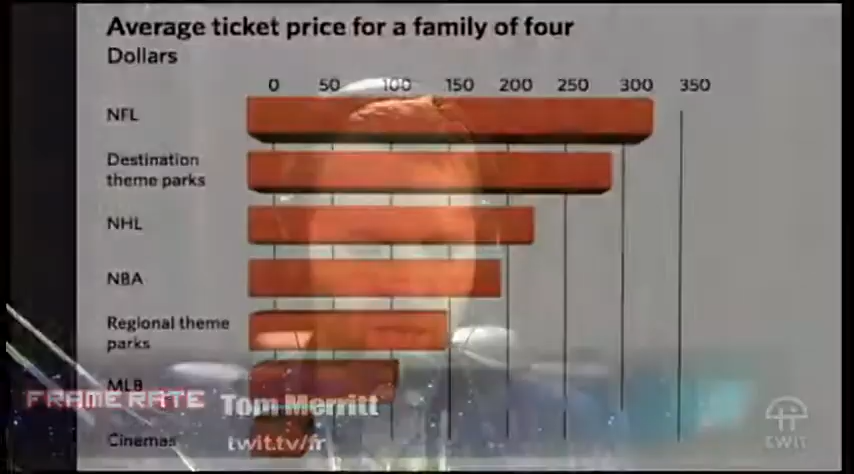 Average ticket price for a family of four
Dollars
0 50 100 150 200 250 300 350
NFL
Destination
theme parks
NHL
NBA
Regional theme
parks
MLB
FRAME RATE Tom Merritt
Cinemas twit.tv/fr
TWiT